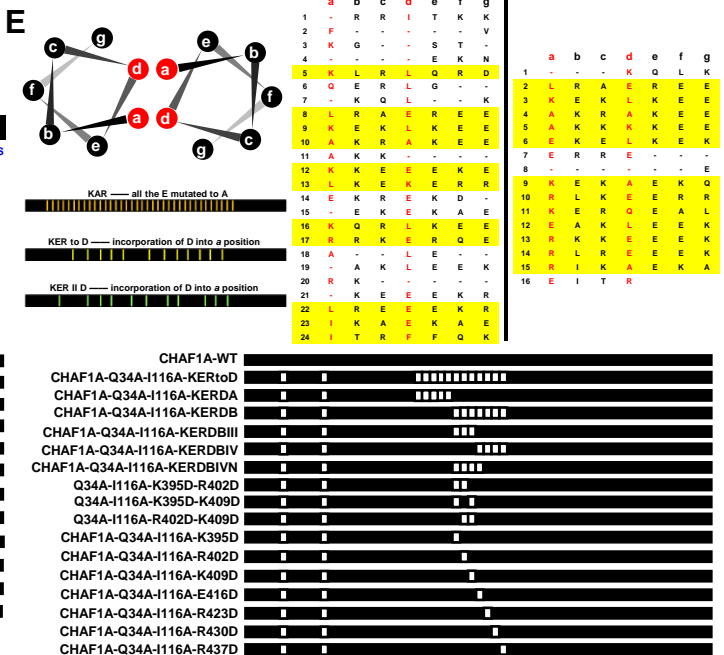 E
g
c
d
a
e
b
f
f
b
a
d
c
e
g
s
KAR —— all the E mutated to A
KER to D —— incorporation of D into a position
KER II D —— incorporation of D into a position
a b c d e f g
1 - R R I T K K
2 F - - - - - V
3 K G - - S T -
4 - - - - E K N
5 K L R L Q R D
6 Q E R L G - -
7 - K Q L - - K
8 L R A E R E E
9 K E K L K E E
10 A K R A K E E
11 A K K - - - -
12 K K E E E K E
13 L K E K E R R
14 E K R E K D -
15 - E K E K A E
16 K Q R L K E E
17 R R K E R Q E
18 A - - L E - -
19 - A K L E E K
20 R K - - - - -
21 - K E E E K R
22 L R E E E K R
23 I K A E K A E
24 I T R F F Q K
a b c d e f g
1 - - - K Q L K
2 L R A E R E E
3 K E K L K E E
4 A K R A K E E
5 A K K K K E E
6 E K E L K E K
7 E R R E - - -
8 - - - - - - E
9 K E K A E K Q
10 R L K E E R R
11 K E R Q E A L
12 E A K L E E K
13 R K K E E E K
14 R L R E E E K
15 R I K A E K A
16 E I T R
CHAF1A-WT
CHAF1A-Q34A-I116A-KERtoD
CHAF1A-Q34A-I116A-KERDA
CHAF1A-Q34A-I116A-KERDB
CHAF1A-Q34A-I116A-KERDBIII
CHAF1A-Q34A-I116A-KERDBIV
CHAF1A-Q34A-I116A-KERDBIVN
Q34A-I116A-K395D-R402D
Q34A-I116A-K395D-K409D
Q34A-I116A-R402D-K409D
CHAF1A-Q34A-I116A-K395D
CHAF1A-Q34A-I116A-R402D
CHAF1A-Q34A-I116A-K409D
CHAF1A-Q34A-I116A-E416D
CHAF1A-Q34A-I116A-R423D
CHAF1A-Q34A-I116A-R430D
CHAF1A-Q34A-I116A-R437D